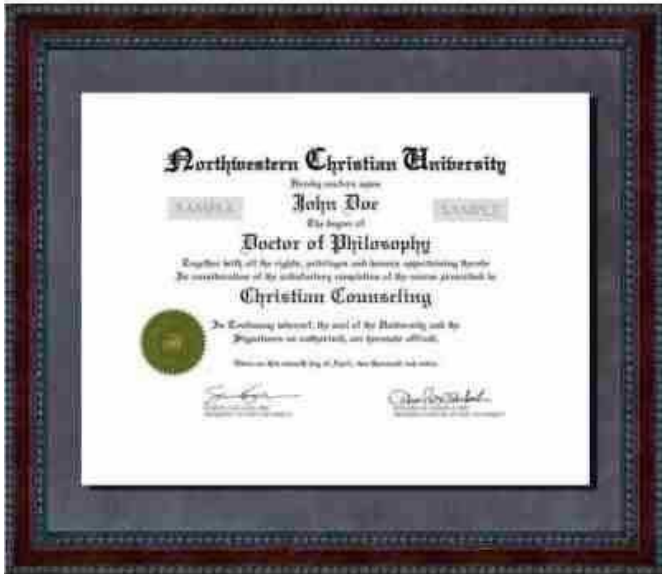 Northwestern Christian University
Hereby confers upon
SAMPLE
John Doe
SAMPLE
The degree of
Doctor of Philosophy
Together with all the rights, privileges and honors appertaining thereto
In consideration of the satisfactory completion of the course prescribed in
Christian Counseling
In Testimony whereof, the seal of the University and the
Signatures as authorized, are hereunto affixed.